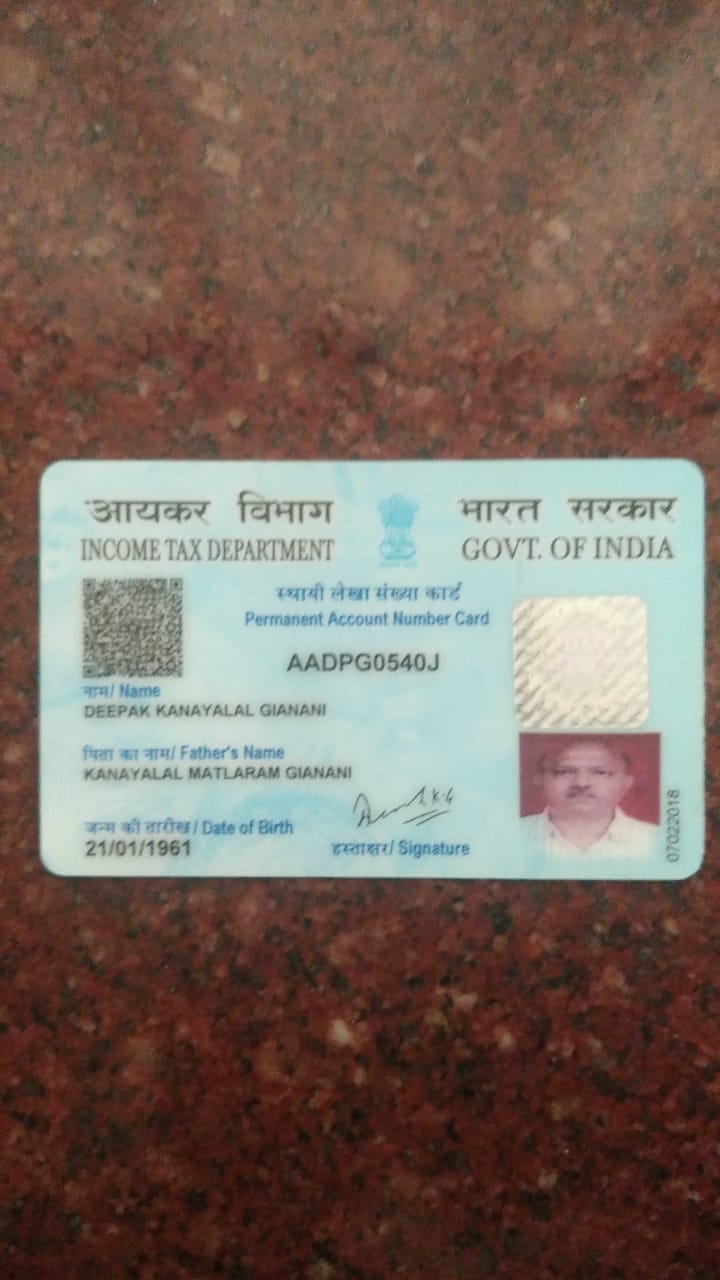 आयकर विभाग
INCOME TAX DEPARTMENT
भारत सरकार
GOVT. OF INDIA
स्थायी लेखा संख्या कार्ड
Permanent Account Number Card
AADPG0540J
नाम/ Name
DEEPAK KANAYALAL GIANANI
पिता का नाम/ Father's Name
KANAYALAL MATLARAM GIANANI
जन्म की तारीख/ Date of Birth
21/01/1961
हस्ताक्षर/ Signature
07022018